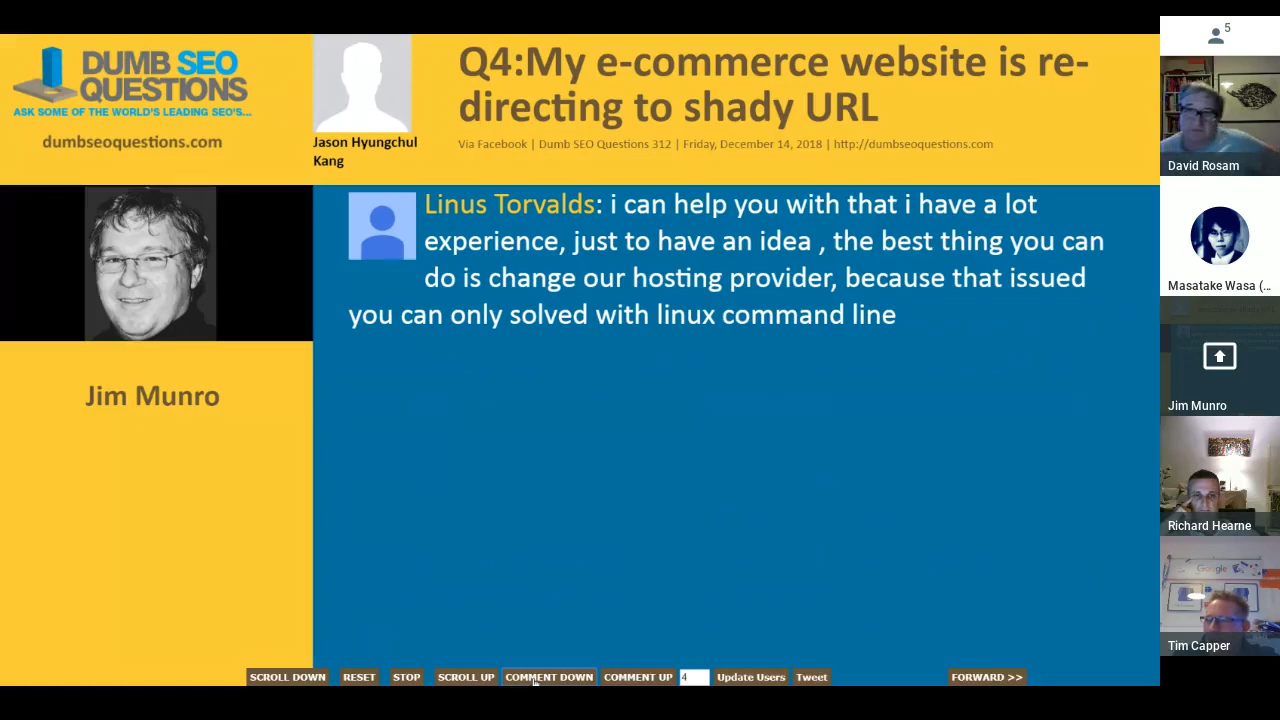 DUMB SEO
QUESTIONS
ASK SOME OF THE WORLD'S LEADING SEO'S...
dumbseoquestions.com
Jason Hyungchul
Kang
Q4:My e-commerce website is re-
directing to shady URL
Via Facebook | Dumb SEO Questions 312 | Friday, December 14, 2018 | http://dumbseoquestions.com
Linus Torvalds: i can help you with that i have a lot
experience, just to have an idea , the best thing you can
do is change our hosting provider, because that issued
you can only solved with linux command line
Jim Munro
SCROLL DOWN
RESET
STOP
SCROLL UP
COMMENT DOWN
COMMENT UP
4
Update Users
Tweet
FORWARD >>
5
David Rosam
Masatake Wasa (...
Jim Munro
Richard Hearne
Google
Tim Capper